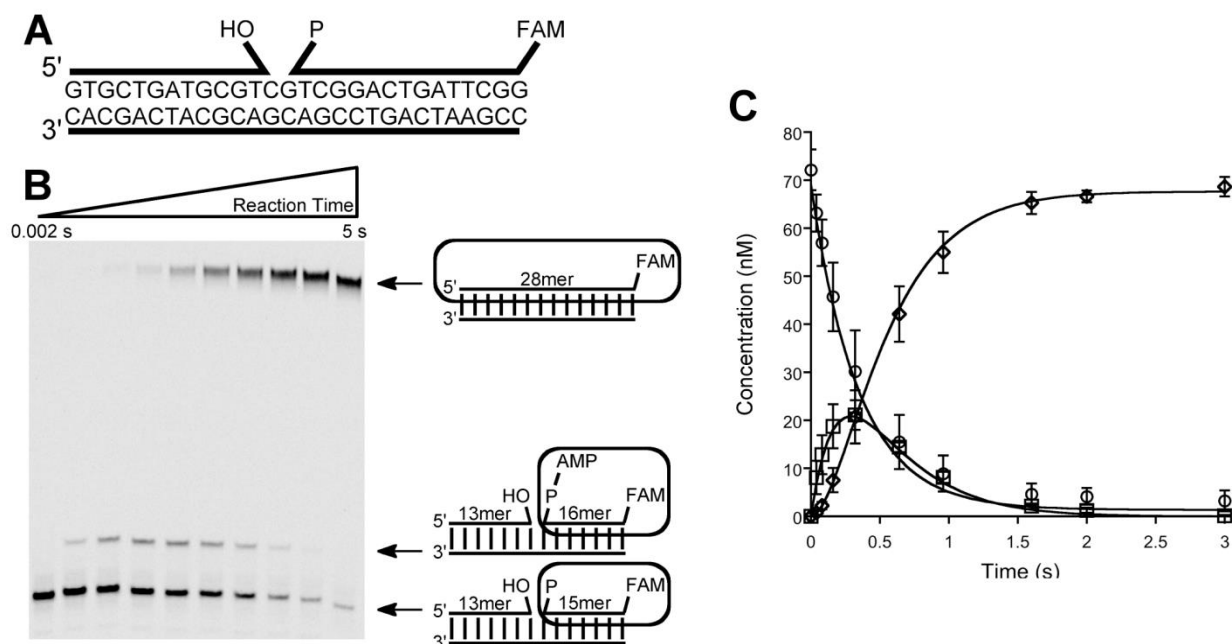 A
HO P FAM
5'
GTGCTGATGCGTCGTCGGACTGATTCGG
CACGACTACGCAGCAGCCTGACTAAGCC
3'
B
Reaction Time
0.002 s 5 s
FAM
5' 28mer
3'
AMP
HO P FAM
5' 13mer 16mer
3'
HO P FAM
5' 13mer 15mer
3'
C
Concentration (nM)
80
70
60
50
40
30
20
10
0
0 0.5 1 1.5 2 2.5 3
Time (s)